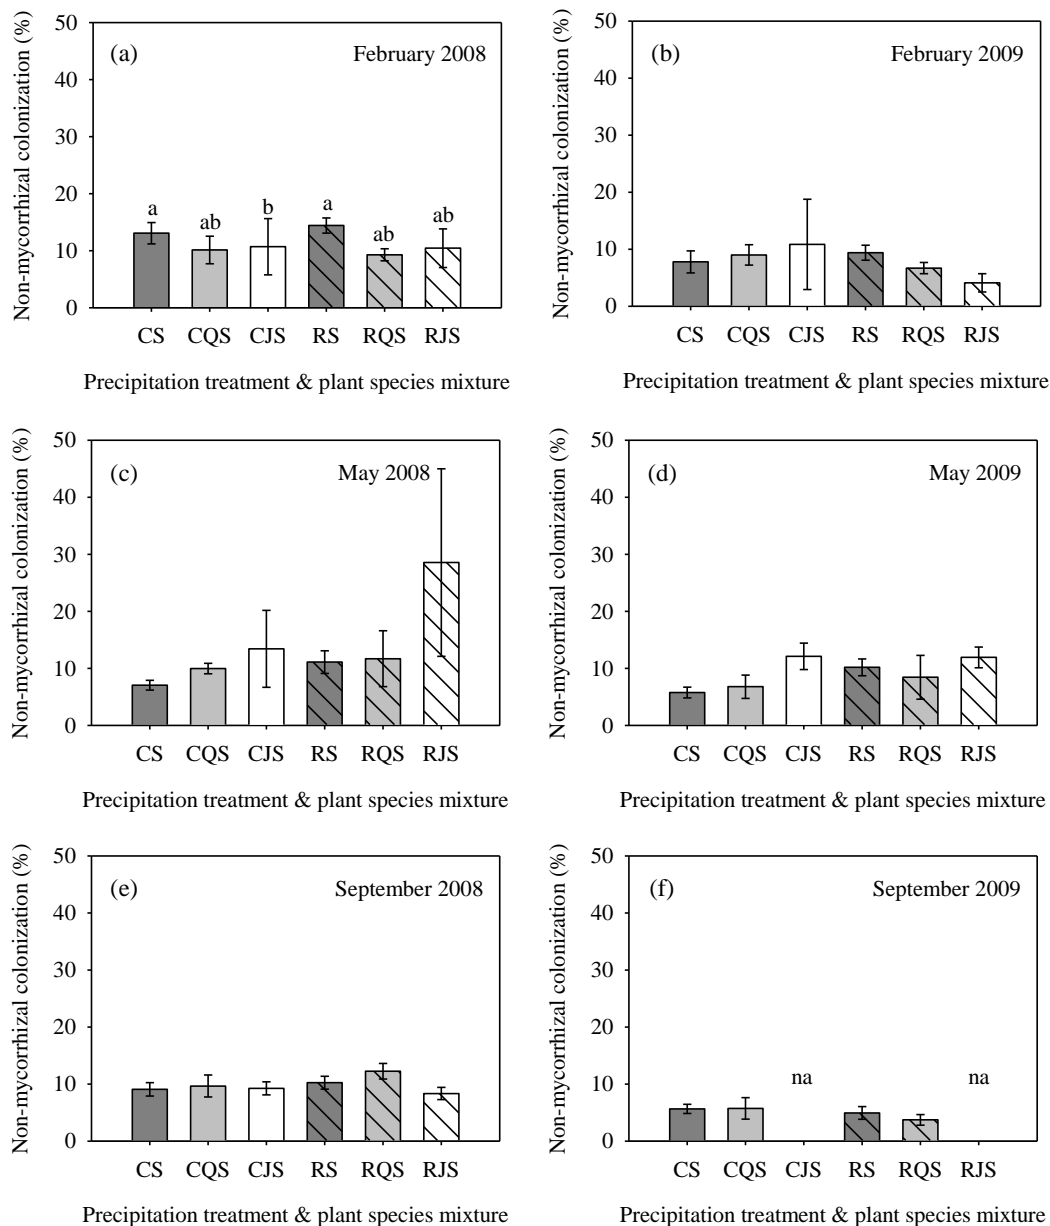 Non-mycorrhizal colonization (%)
50
40
30
20
10
0
(a)
February 2008
a
ab
b
a
ab
ab
CS CQS CJS RS RQS RJS
Precipitation treatment & plant species mixture
Non-mycorrhizal colonization (%)
50
40
30
20
10
0
(b)
February 2009
CS CQS CJS RS RQS RJS
Precipitation treatment & plant species mixture
Non-mycorrhizal colonization (%)
50
40
30
20
10
0
(c)
May 2008
CS CQS CJS RS RQS RJS
Precipitation treatment & plant species mixture
Non-mycorrhizal colonization (%)
50
40
30
20
10
0
(d)
May 2009
CS CQS CJS RS RQS RJS
Precipitation treatment & plant species mixture
Non-mycorrhizal colonization (%)
50
40
30
20
10
0
(e)
September 2008
CS CQS CJS RS RQS RJS
Precipitation treatment & plant species mixture
Non-mycorrhizal colonization (%)
50
40
30
20
10
0
(f)
September 2009
na
na
CS CQS CJS RS RQS RJS
Precipitation treatment & plant species mixture